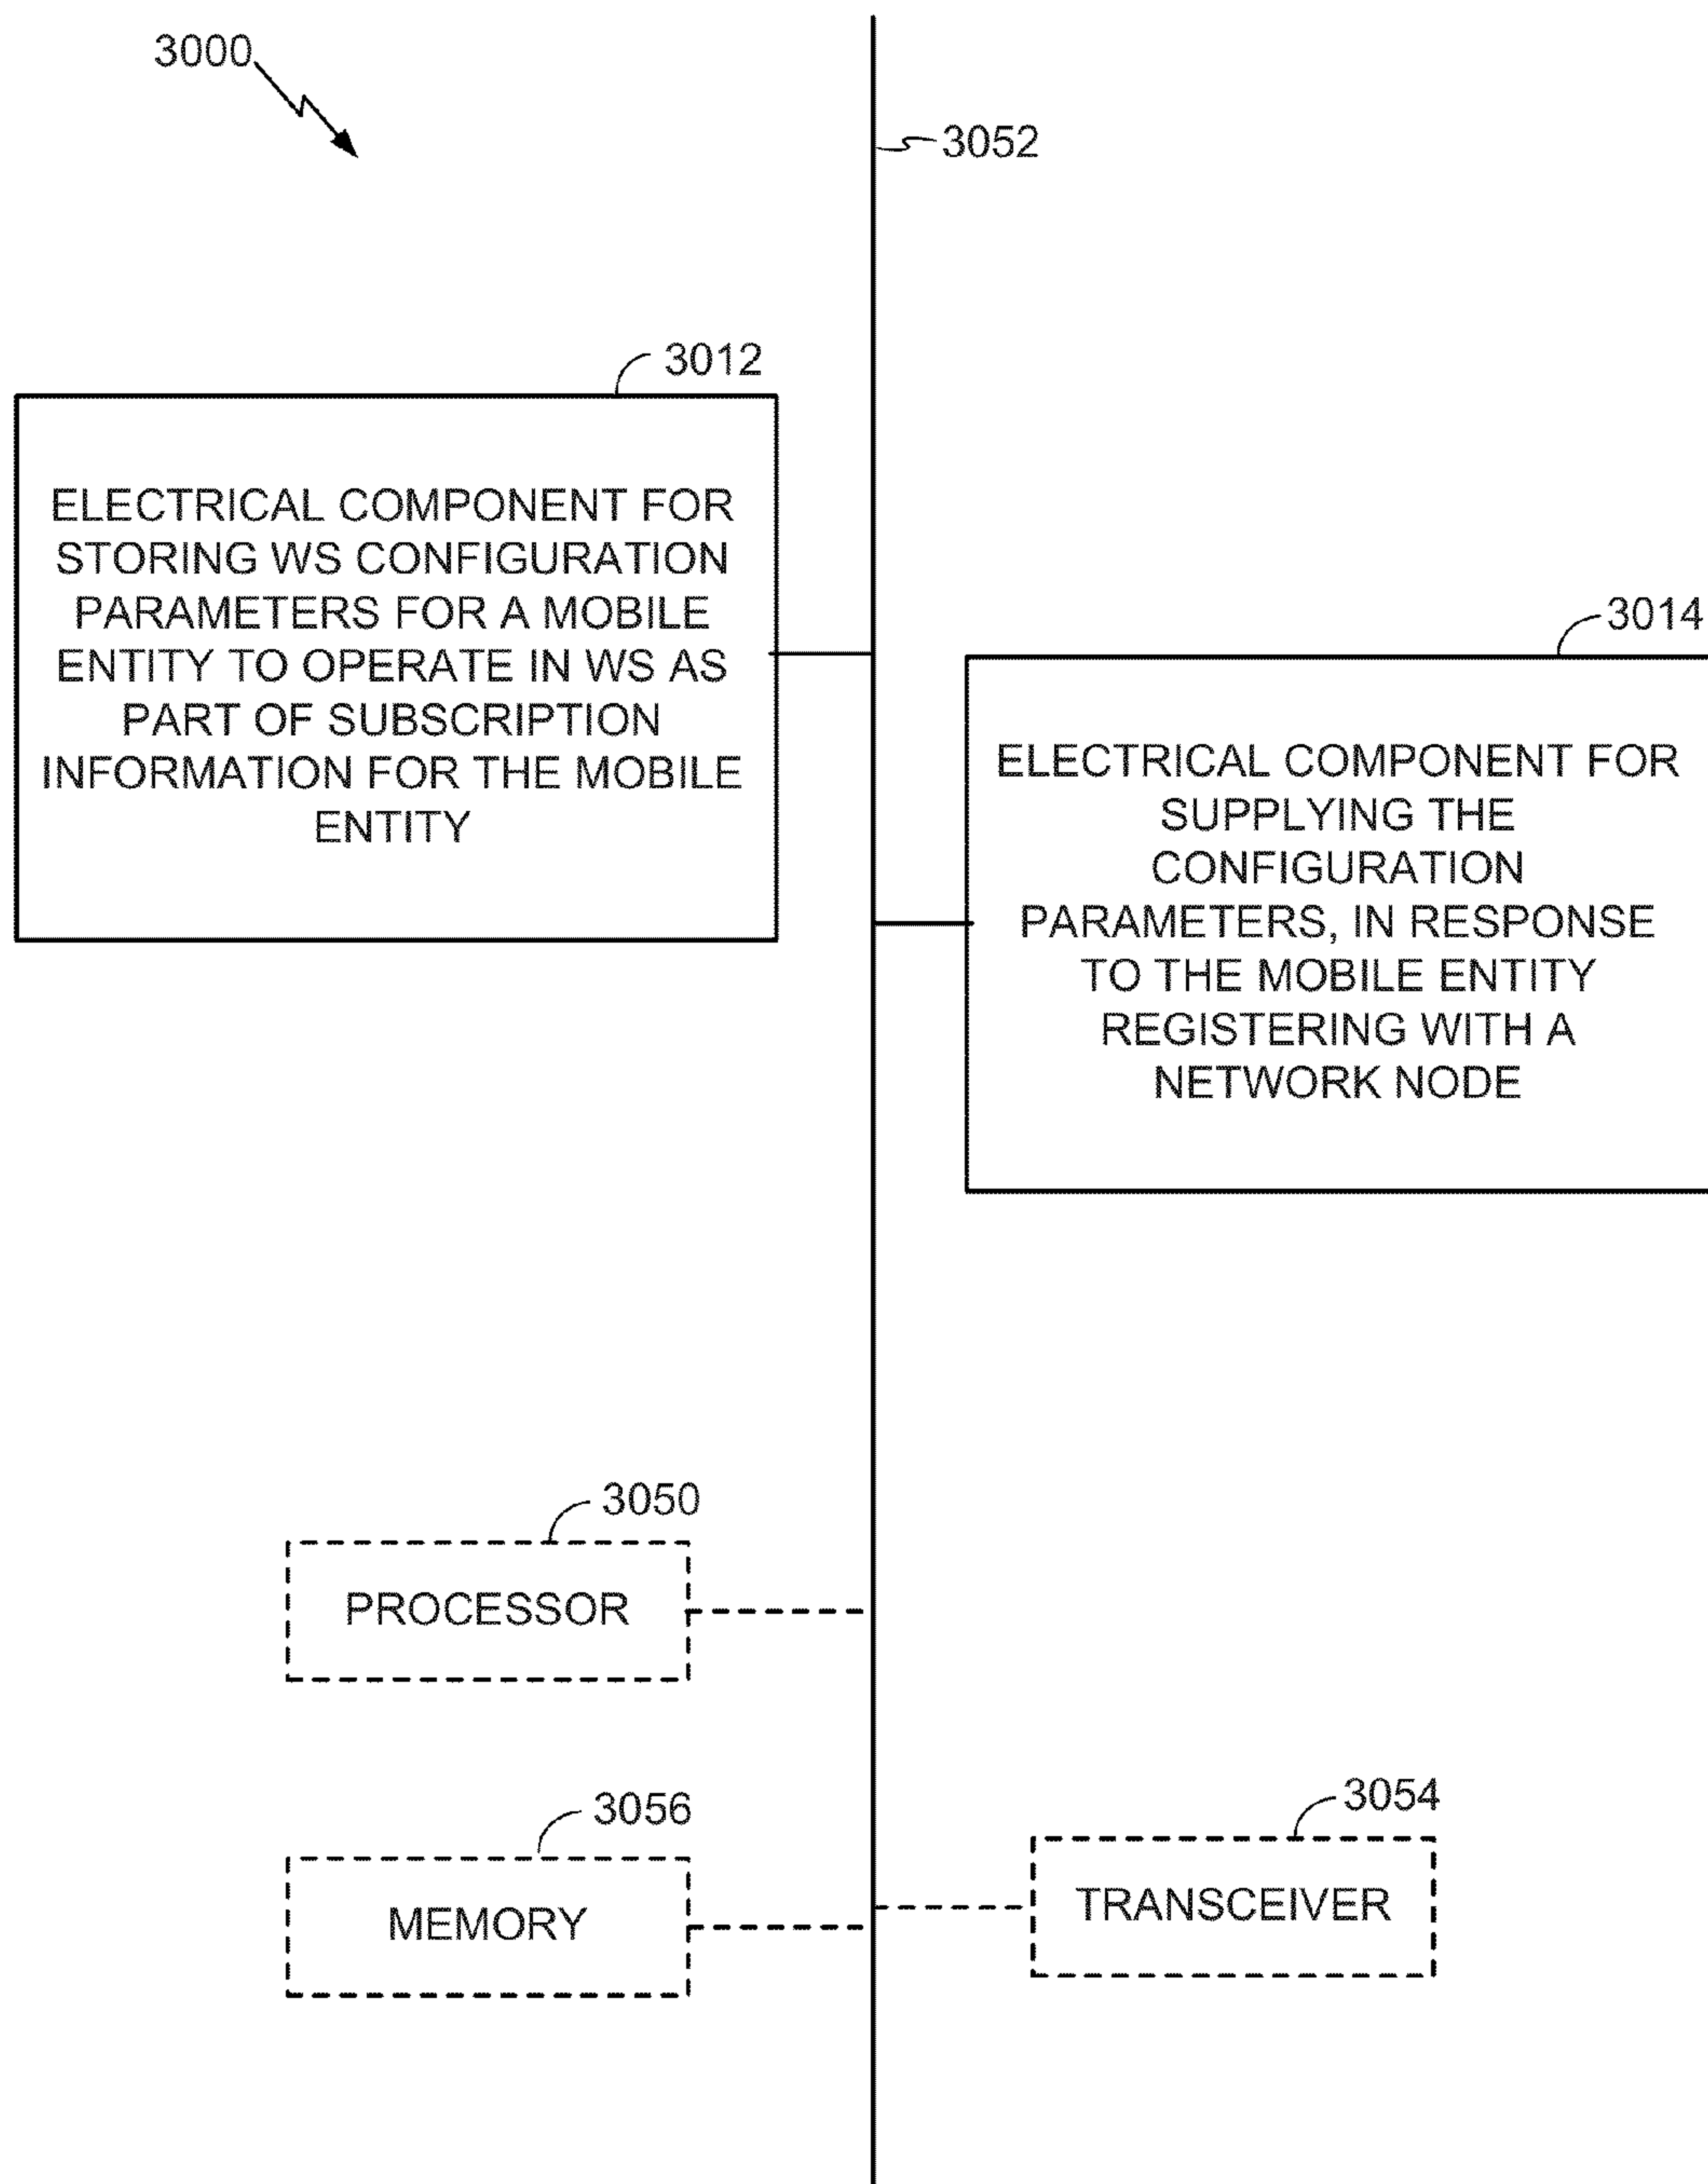 3000
3052
3012
ELECTRICAL COMPONENT FOR
STORING WS CONFIGURATION
PARAMETERS FOR A MOBILE
ENTITY TO OPERATE IN WS AS
PART OF SUBSCRIPTION
INFORMATION FOR THE MOBILE
ENTITY
3014
ELECTRICAL COMPONENT FOR
SUPPLYING THE
CONFIGURATION
PARAMETERS, IN RESPONSE
TO THE MOBILE ENTITY
REGISTERING WITH A
NETWORK NODE
3050
PROCESSOR
3056
MEMORY
3054
TRANSCEIVER